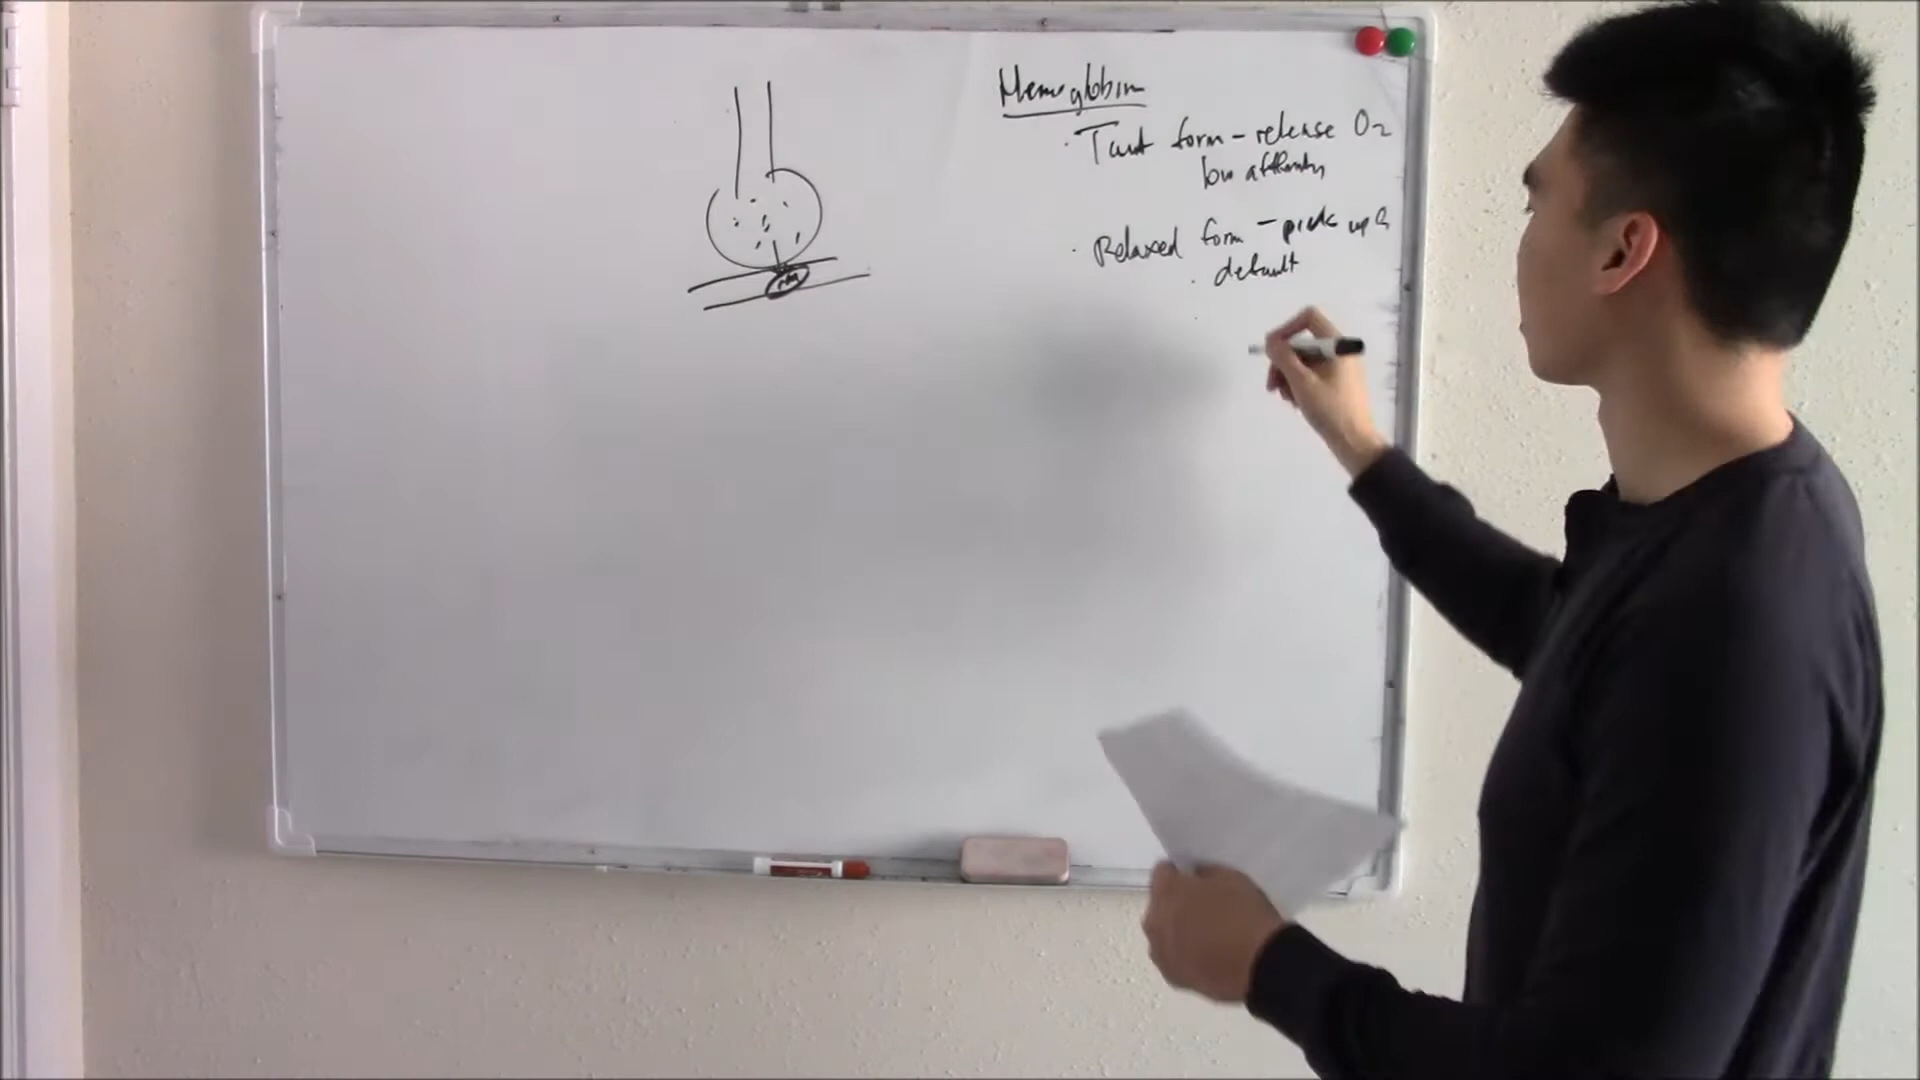 Hemoglobin
· Taut form - release O2
low affinity
· Relaxed form - pick up O2
· default